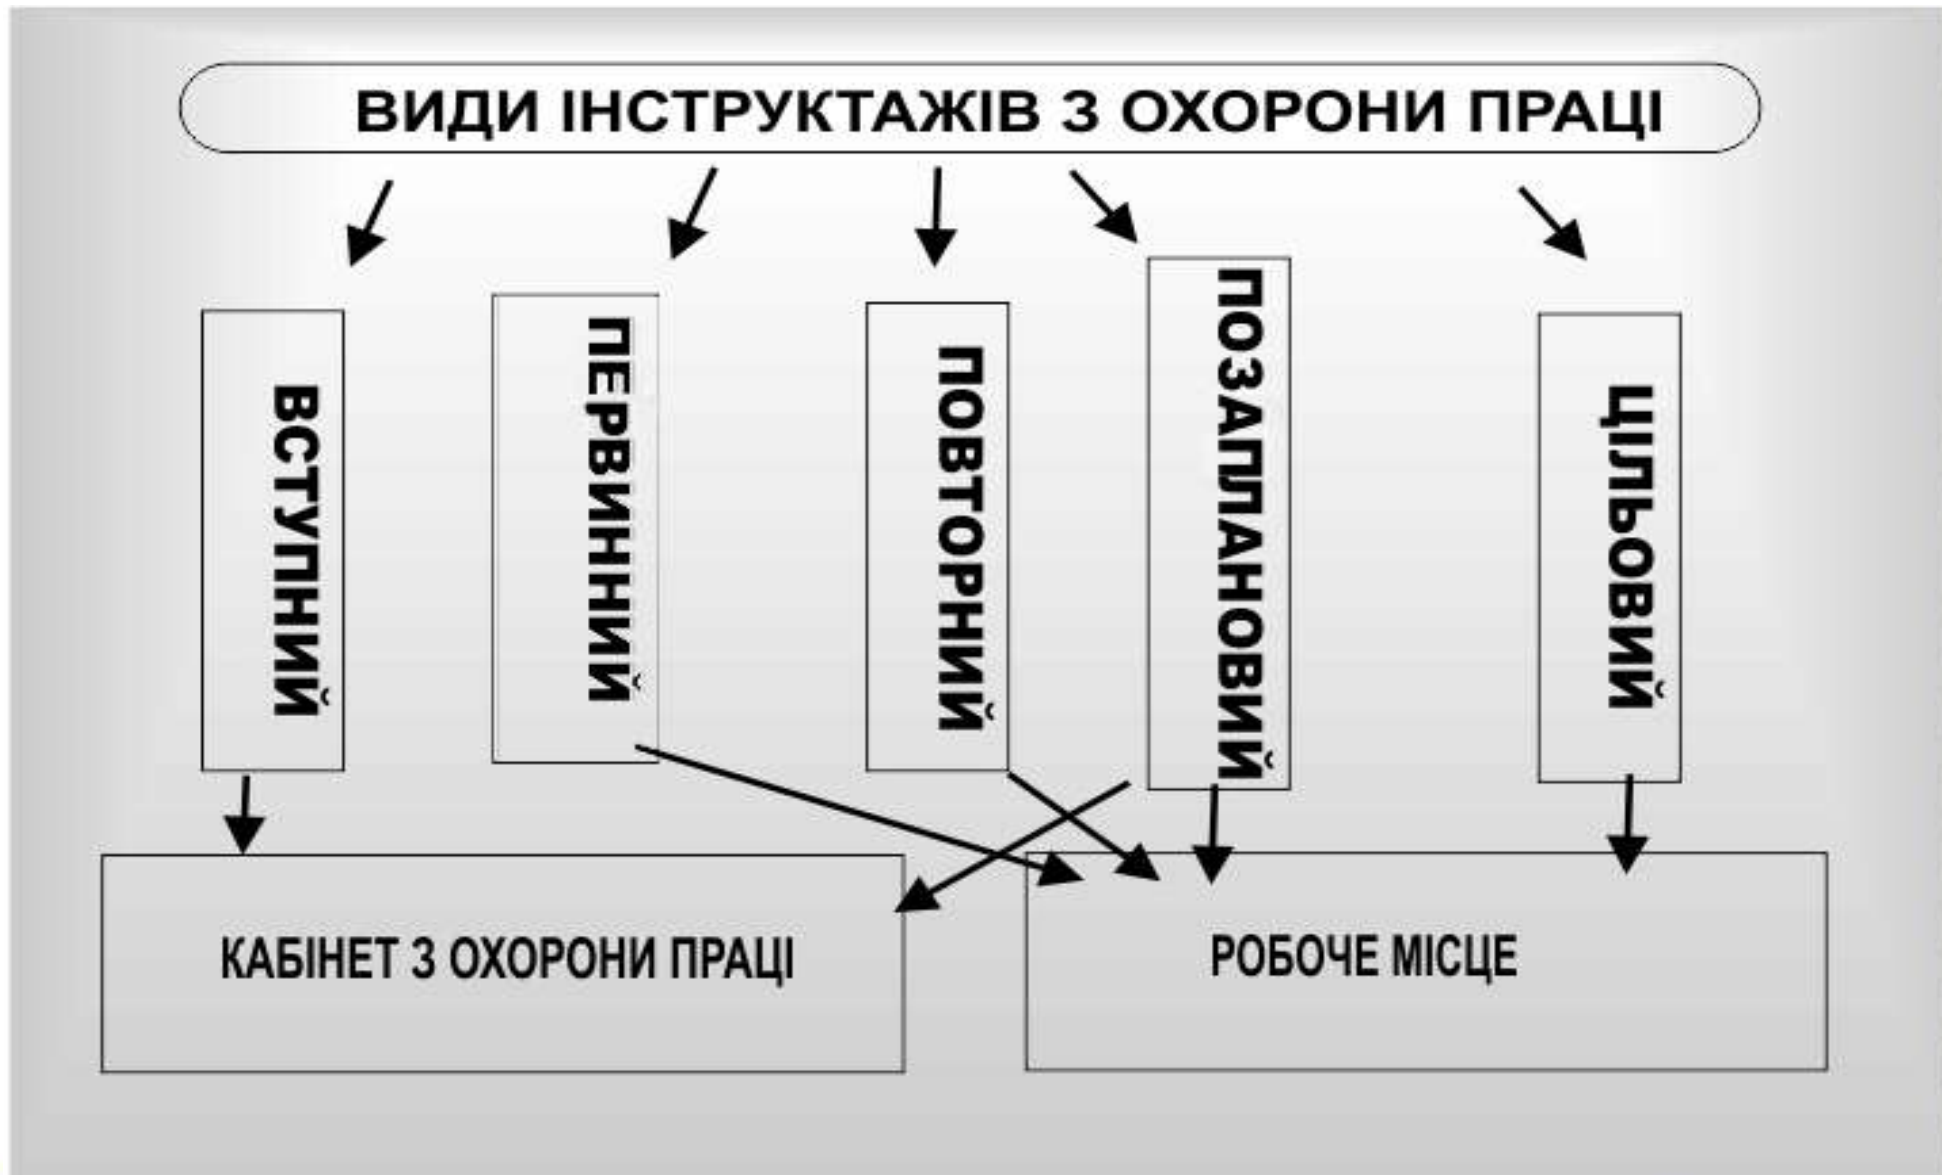 ВИДИ ІНСТРУКТАЖІВ З ОХОРОНИ ПРАЦІ
ВСТУПНИЙ
ПЕРВИННИЙ
ПОВТОРНИЙ
ПОЗАПЛАНОВИЙ
ЦІЛЬОВИЙ
КАБІНЕТ З ОХОРОНИ ПРАЦІ
РОБОЧЕ МІСЦЕ